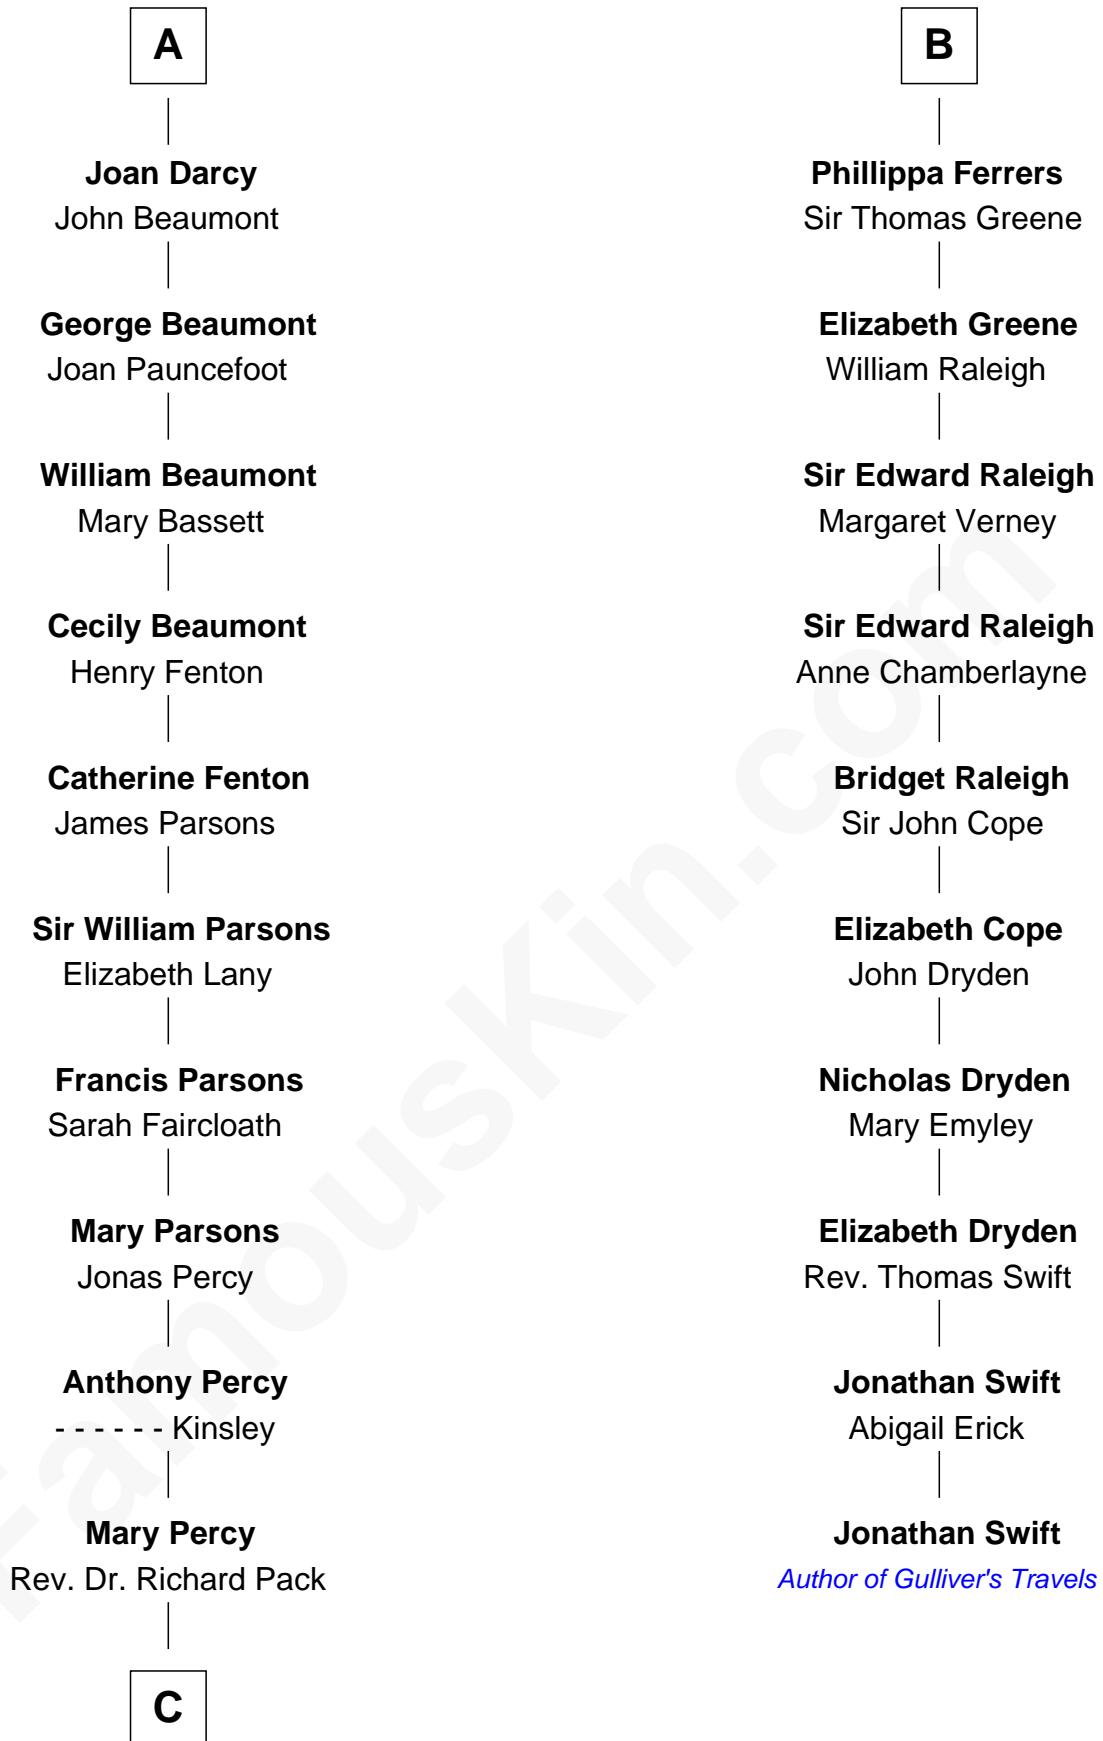 A
Joan Darcy
John Beaumont
George Beaumont
Joan Pauncefoot
William Beaumont
Mary Bassett
Cecily Beaumont
Henry Fenton
Catherine Fenton
James Parsons
Sir William Parsons
Elizabeth Lany
Francis Parsons
Sarah Faircloath
Mary Parsons
Jonas Percy
Anthony Percy
- - - - - - Kinsley
Mary Percy
Rev. Dr. Richard Pack
C
B
Phillippa Ferrers
Sir Thomas Greene
Elizabeth Greene
William Raleigh
Sir Edward Raleigh
Margaret Verney
Sir Edward Raleigh
Anne Chamberlayne
Bridget Raleigh
Sir John Cope
Elizabeth Cope
John Dryden
Nicholas Dryden
Mary Emyley
Elizabeth Dryden
Rev. Thomas Swift
Jonathan Swift
Abigail Erick
Jonathan Swift
Author of Gulliver's Travels
FamousKin.com